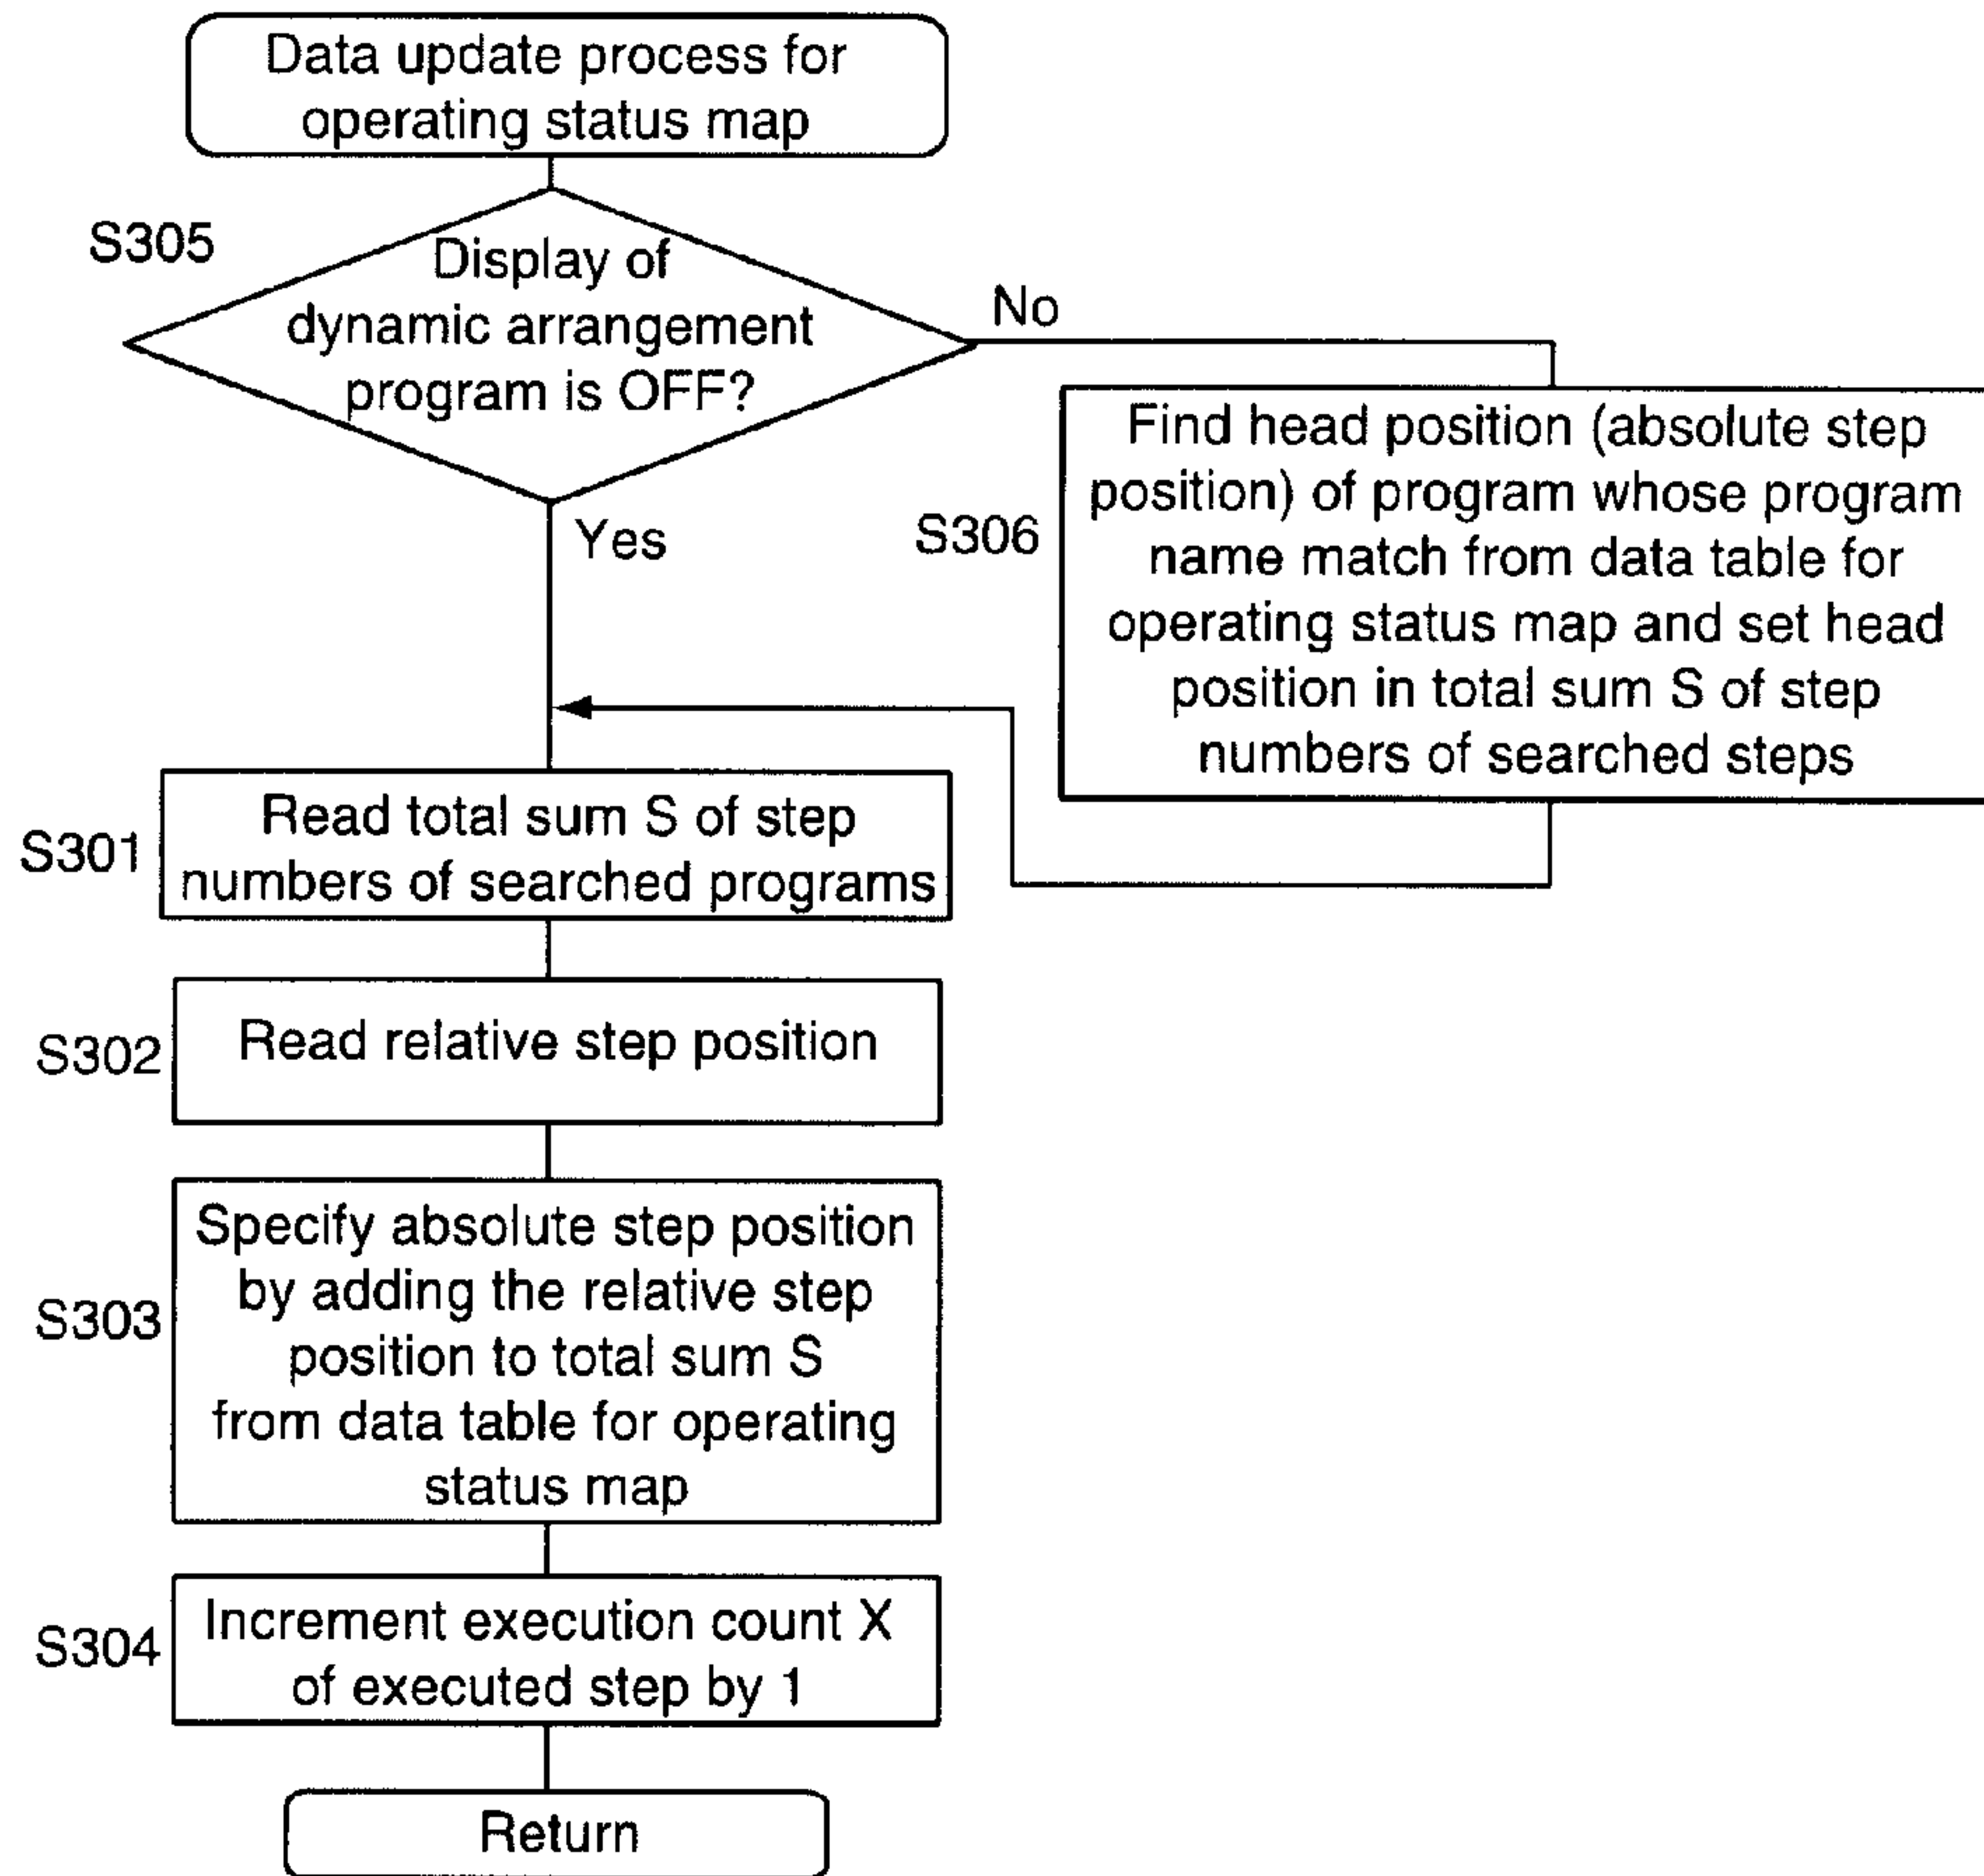 Data update process for
operating status map
S305
Display of
dynamic arrangement
program is OFF?
No
Yes
S306
Find head position (absolute step
position) of program whose program
name match from data table for
operating status map and set head
position in total sum S of step
numbers of searched steps
S301
Read total sum S of step
numbers of searched programs
S302
Read relative step position
S303
Specify absolute step position
by adding the relative step
position to total sum S
from data table for operating
status map
S304
Increment execution count X
of executed step by 1
Return